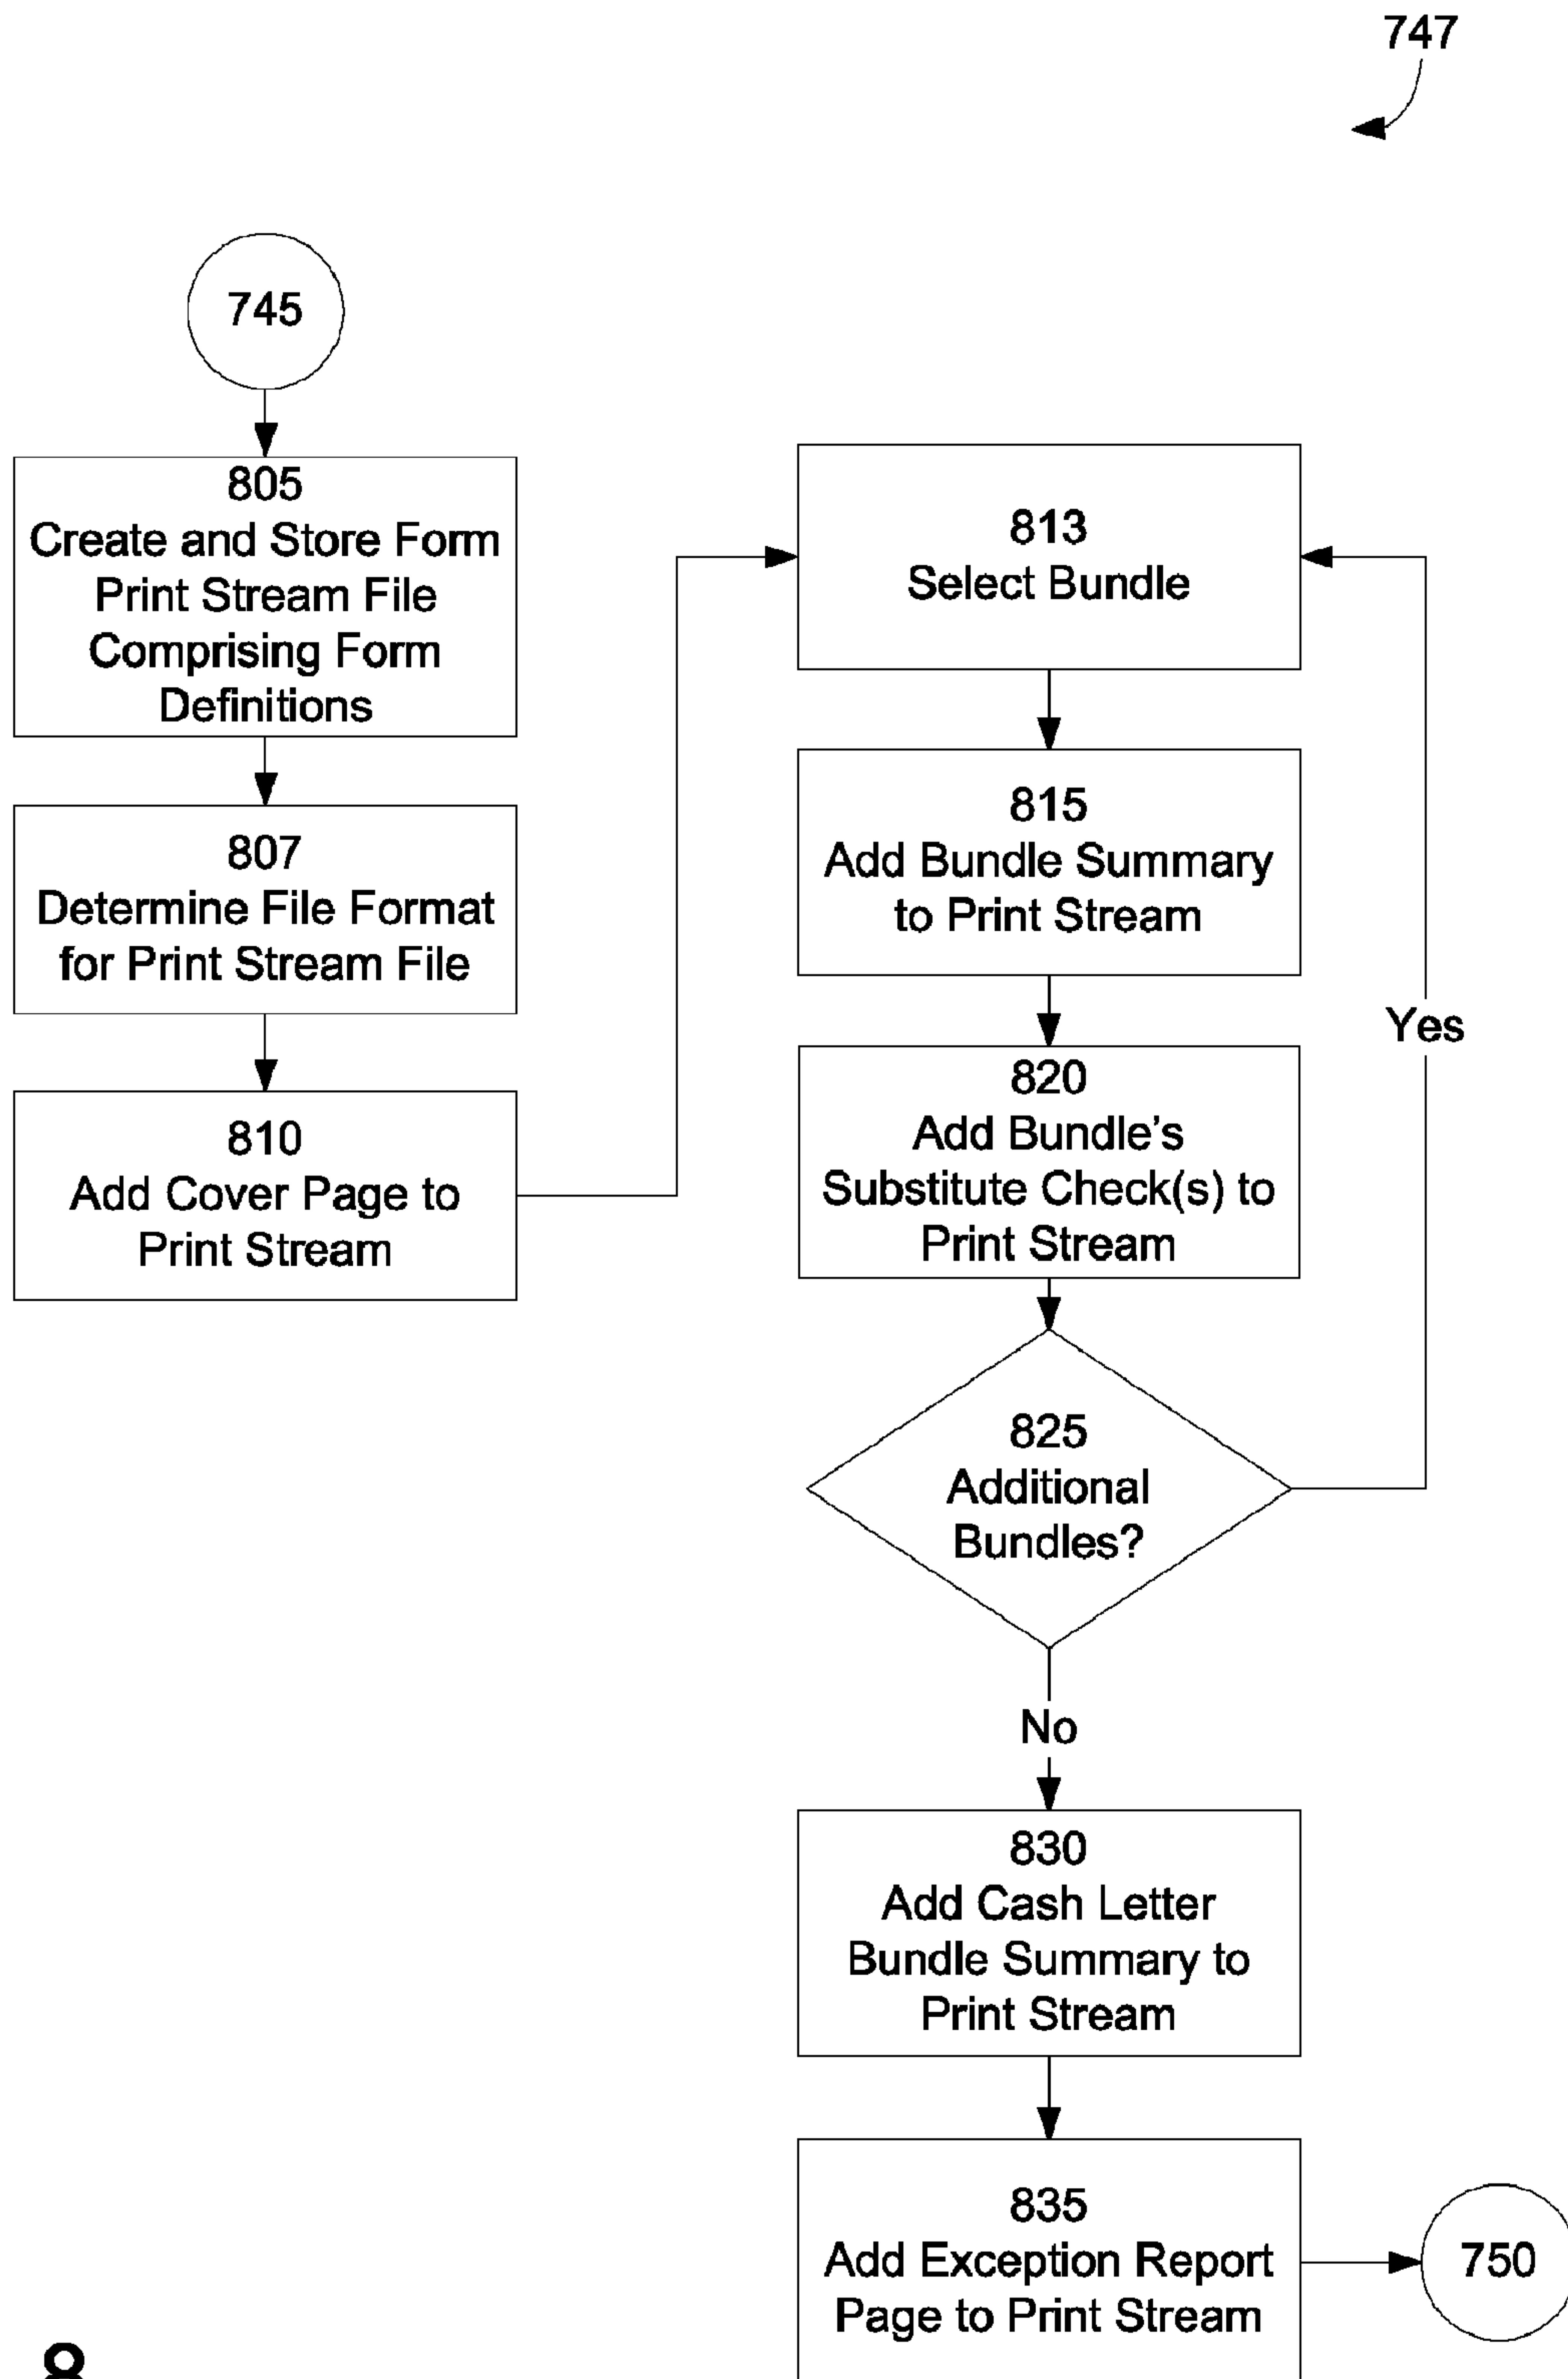 747
745
805
Create and Store Form
Print Stream File
Comprising Form
Definitions
807
Determine File Format
for Print Stream File
810
Add Cover Page to
Print Stream
813
Select Bundle
815
Add Bundle Summary
to Print Stream
820
Add Bundle's
Substitute Check(s) to
Print Stream
Yes
825
Additional
Bundles?
No
830
Add Cash Letter
Bundle Summary to
Print Stream
835
Add Exception Report
Page to Print Stream
750
8